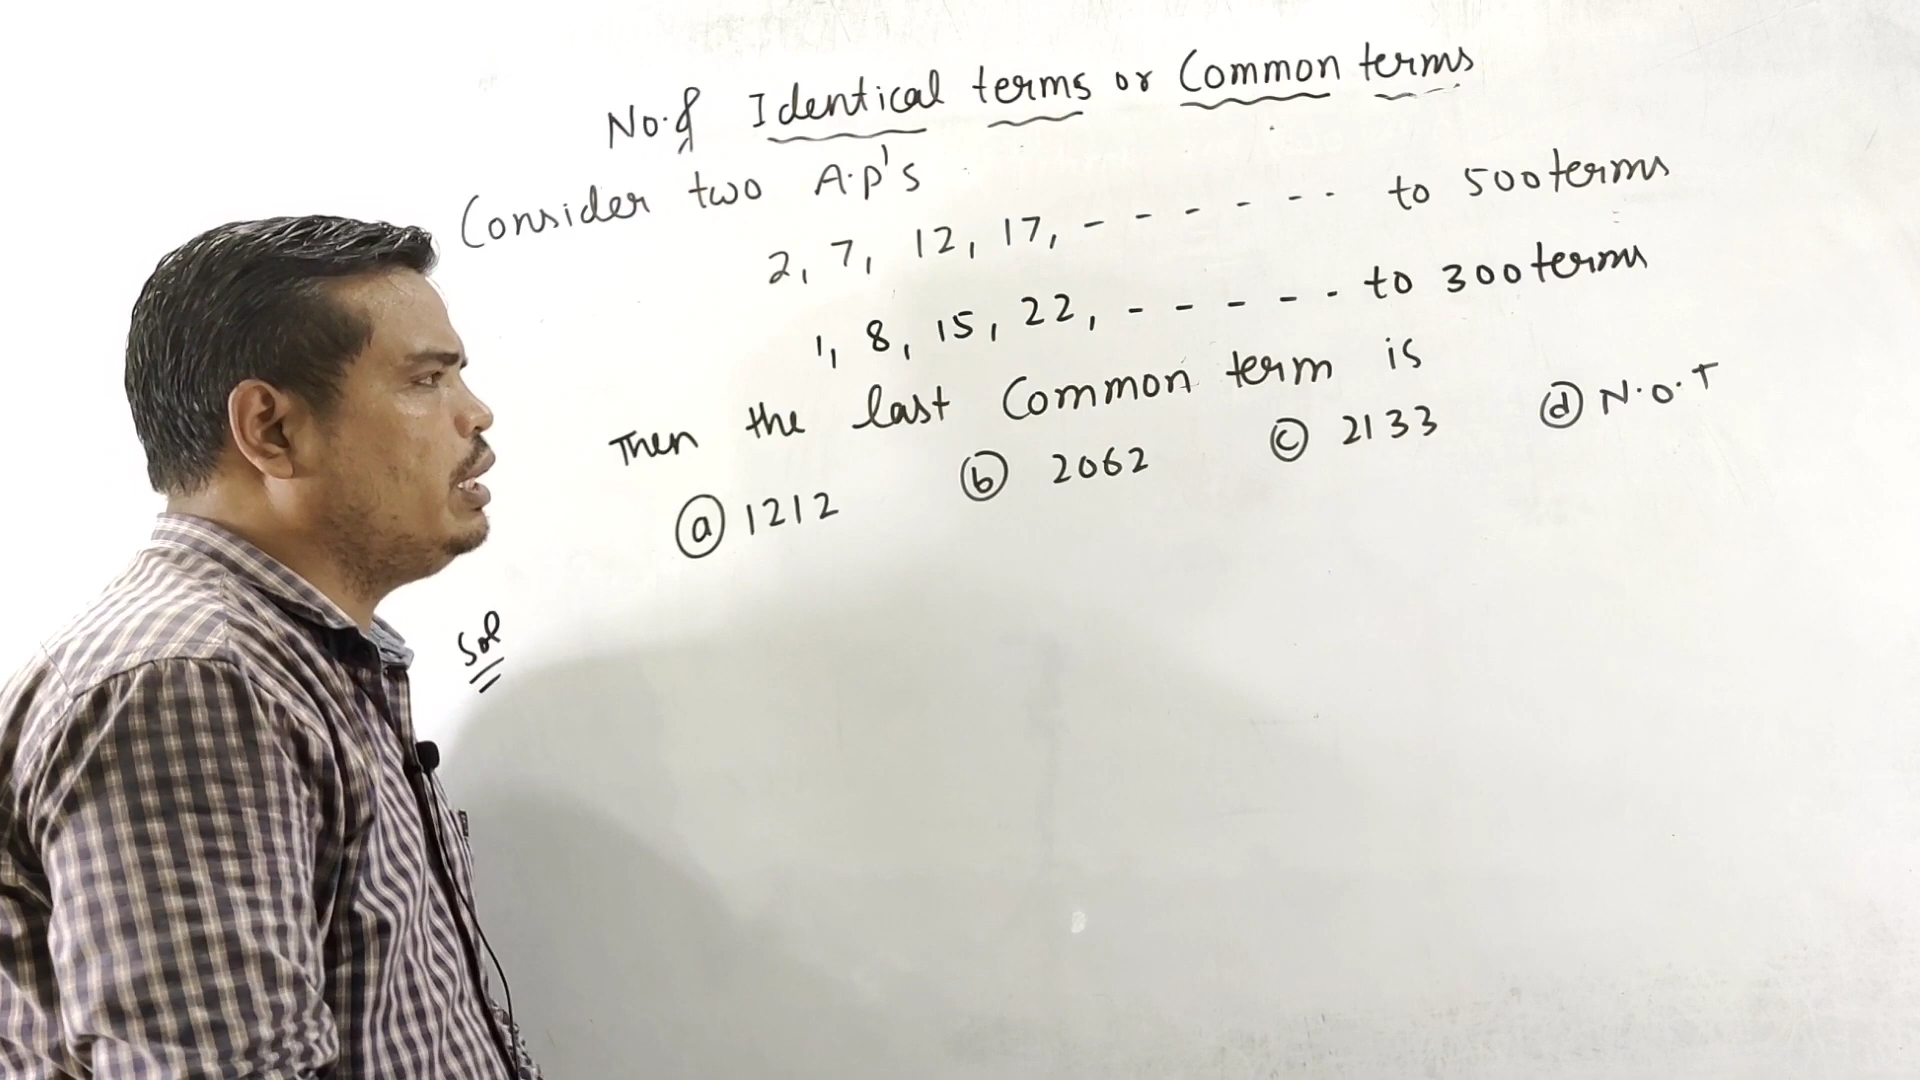 No. of Identical terms or Common terms
Consider two A.P's
2, 7, 12, 17, - - - - - - - to 500 terms
1, 8, 15, 22, - - - - - - to 300 terms
Then the last Common term is
(a) 1212 (b) 2062 (c) 2133 (d) N.O.T
Sol